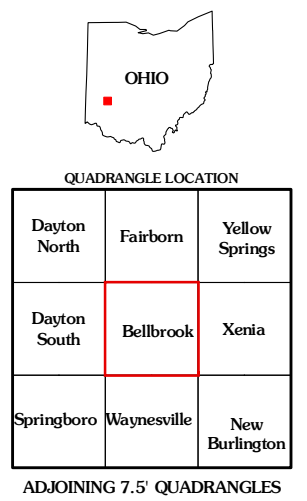 OHIO
QUADRANGLE LOCATION
Dayton
North
Fairborn
Yellow
Springs
Dayton
South
Bellbrook
Xenia
Springboro
Waynesville
New
Burlington
ADJOINING 7.5' QUADRANGLES